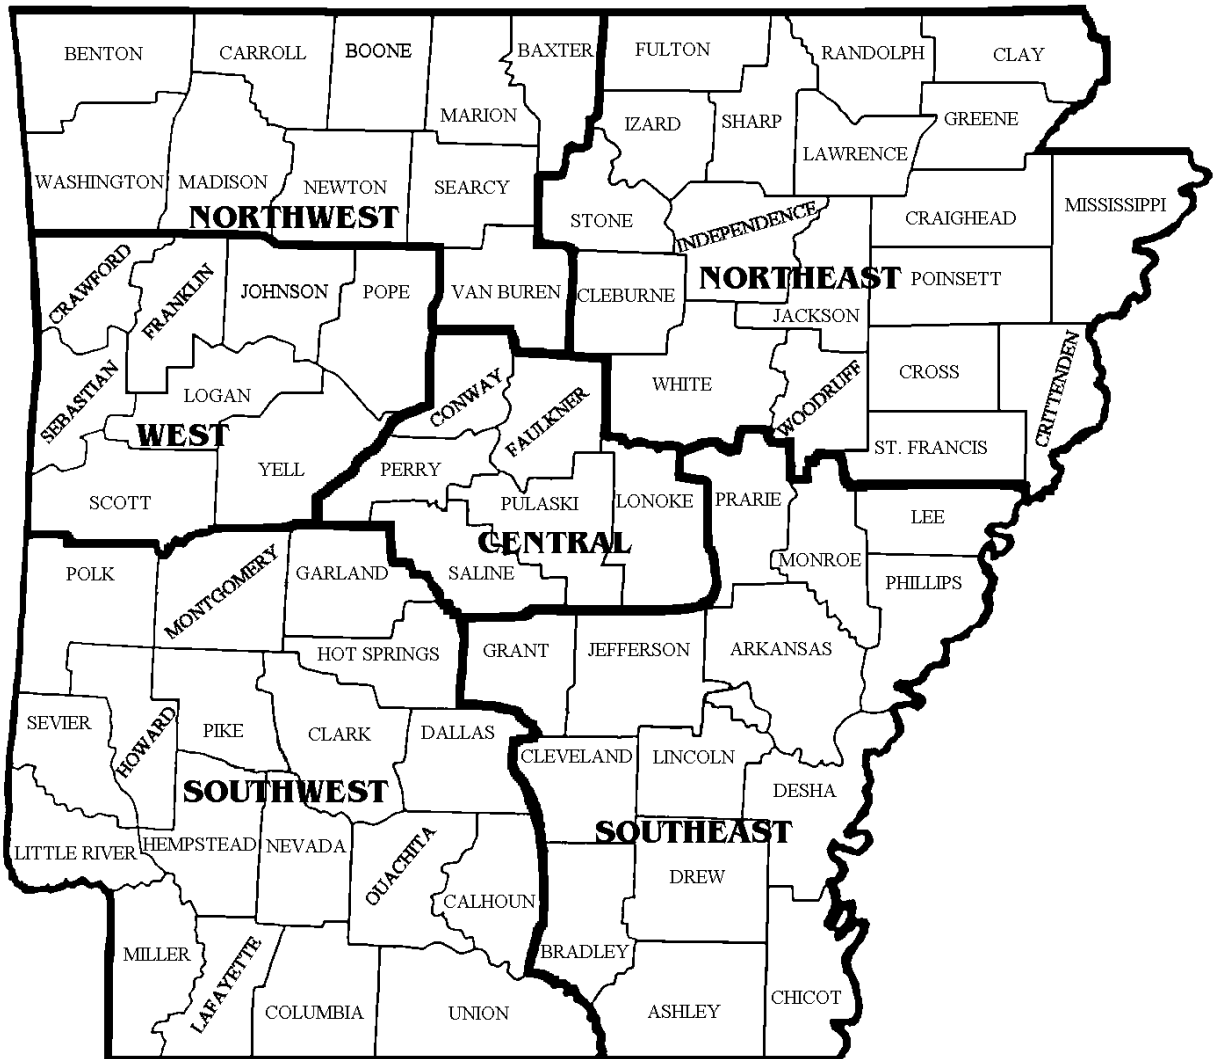 BENTON
CARROLL
BOONE
BAXTER
FULTON
RANDOLPH
CLAY
MARION
IZARD
SHARP
GREENE
LAWRENCE
WASHINGTON
MADISON
NEWTON
SEARCY
NORTHWEST
STONE
INDEPENDENCE
CRAIGHEAD
MISSISSIPPI
CRAWFORD
FRANKLIN
JOHNSON
POPE
VAN BUREN
CLEBURNE
NORTHEAST
POINSETT
JACKSON
SEBASTIAN
LOGAN
CONWAY
FAULKNER
WHITE
WOODRUFF
CROSS
CRITTENDEN
WEST
YELL
PERRY
ST. FRANCIS
SCOTT
PULASKI
LONOKE
PRARIE
LEE
CENTRAL
POLK
MONTGOMERY
GARLAND
SALINE
MONROE
PHILLIPS
HOT SPRINGS
GRANT
JEFFERSON
ARKANSAS
SEVIER
HOWARD
PIKE
CLARK
DALLAS
CLEVELAND
LINCOLN
SOUTHWEST
DESHA
SOUTHEAST
LITTLE RIVER
HEMPSTEAD
NEVADA
OUACHITA
CALHOUN
DREW
MILLER
LAFAYETTE
BRADLEY
COLUMBIA
UNION
ASHLEY
CHICOT